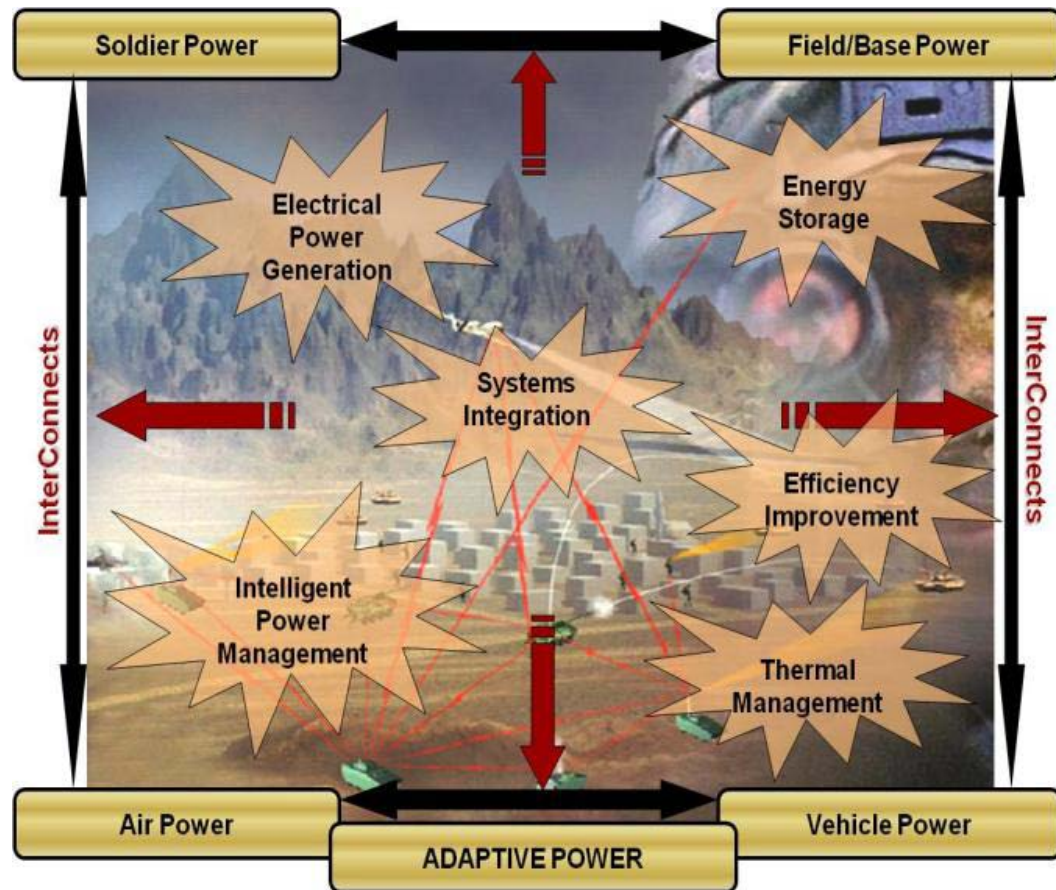 Soldier Power
Field/Base Power
Electrical
Power
Generation
Energy
Storage
InterConnects
Systems
Integration
InterConnects
Efficiency
Improvement
Intelligent
Power
Management
Thermal
Management
Air Power
Vehicle Power
ADAPTIVE POWER